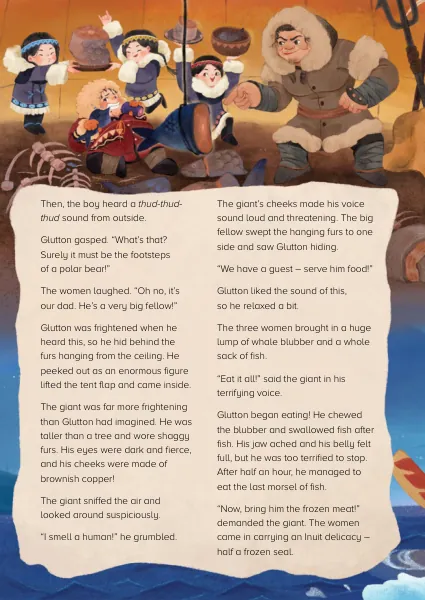 Then, the boy heard a thud-thud-
thud sound from outside.
Glutton gasped. “What’s that?
Surely it must be the footsteps
of a polar bear!”
The women laughed. “Oh no, it’s
our dad. He’s a very big fellow!”
Glutton was frightened when he
heard this, so he hid behind the
furs hanging from the ceiling. He
peeked out as an enormous figure
lifted the tent flap and came inside.
The giant was far more frightening
than Glutton had imagined. He was
taller than a tree and wore shaggy
furs. His eyes were dark and fierce,
and his cheeks were made of
brownish copper!
The giant sniffed the air and
looked around suspiciously.
“I smell a human!” he grumbled.
The giant’s cheeks made his voice
sound loud and threatening. The big
fellow swept the hanging furs to one
side and saw Glutton hiding.
“We have a guest – serve him food!”
Glutton liked the sound of this,
so he relaxed a bit.
The three women brought in a huge
lump of whale blubber and a whole
sack of fish.
“Eat it all!” said the giant in his
terrifying voice.
Glutton began eating! He chewed
the blubber and swallowed fish after
fish. His jaw ached and his belly felt
full, but he was too terrified to stop.
After half an hour, he managed to
eat the last morsel of fish.
“Now, bring him the frozen meat!”
demanded the giant. The women
came in carrying an Inuit delicacy –
half a frozen seal.